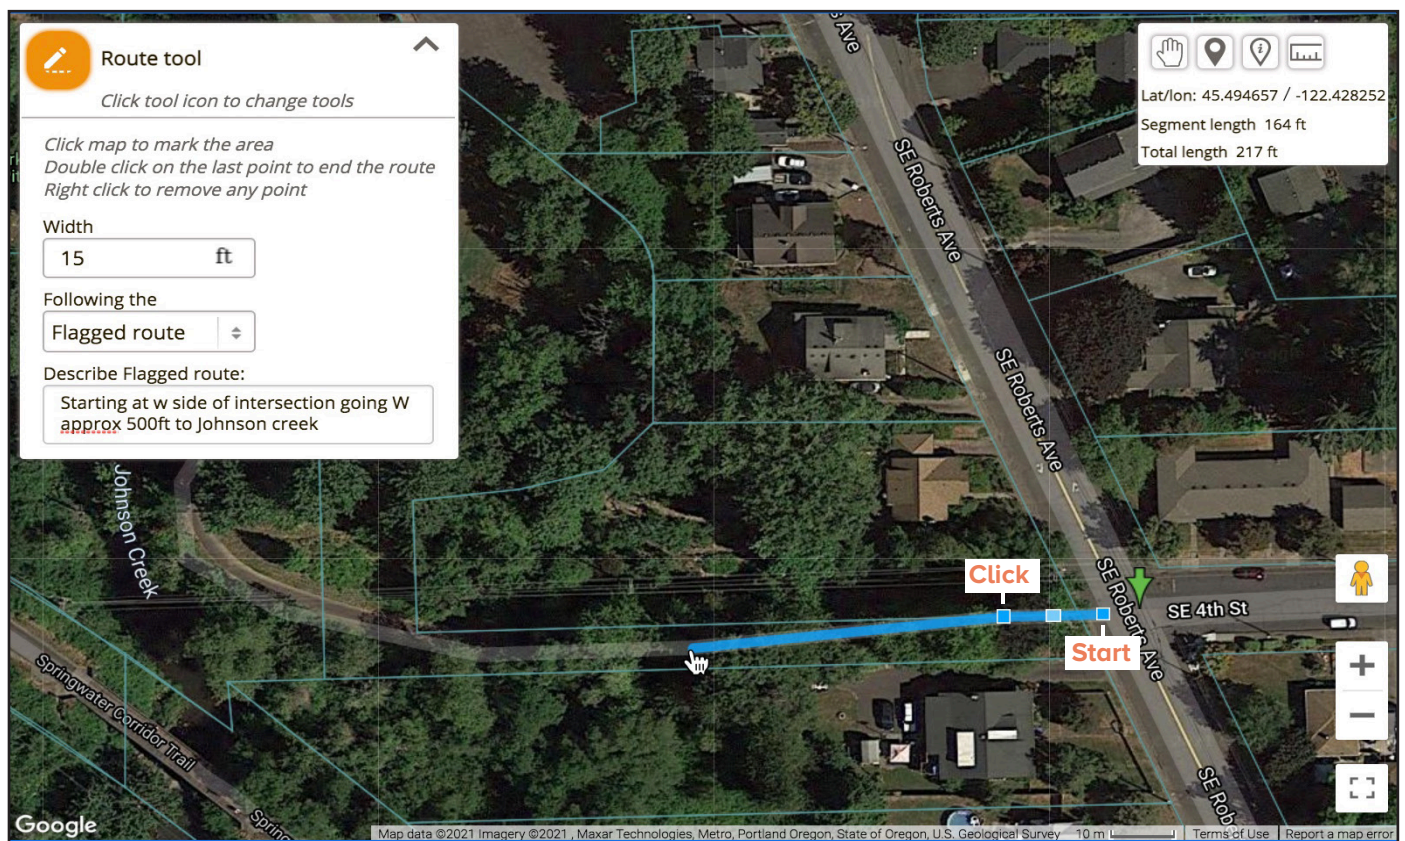 Route tool
Click tool icon to change tools
Click map to mark the area
Double click on the last point to end the route
Right click to remove any point
Width
15 ft
Following the
Flagged route
Describe Flagged route:
Starting at w side of intersection going W
approx 500ft to Johnson creek
Lat/lon: 45.494657 / -122.428252
Segment length 164 ft
Total length 217 ft
s Ave
SE Roberts Ave
SE Roberts Ave
SE Roberts Ave
SE Rob
SE 4th St
Click
Start
Johnson Creek
Springwater Corridor Trail
Spring
Google
Map data ©2021 Imagery ©2021 , Maxar Technologies, Metro, Portland Oregon, State of Oregon, U.S. Geological Survey 10 m Terms of Use Report a map error